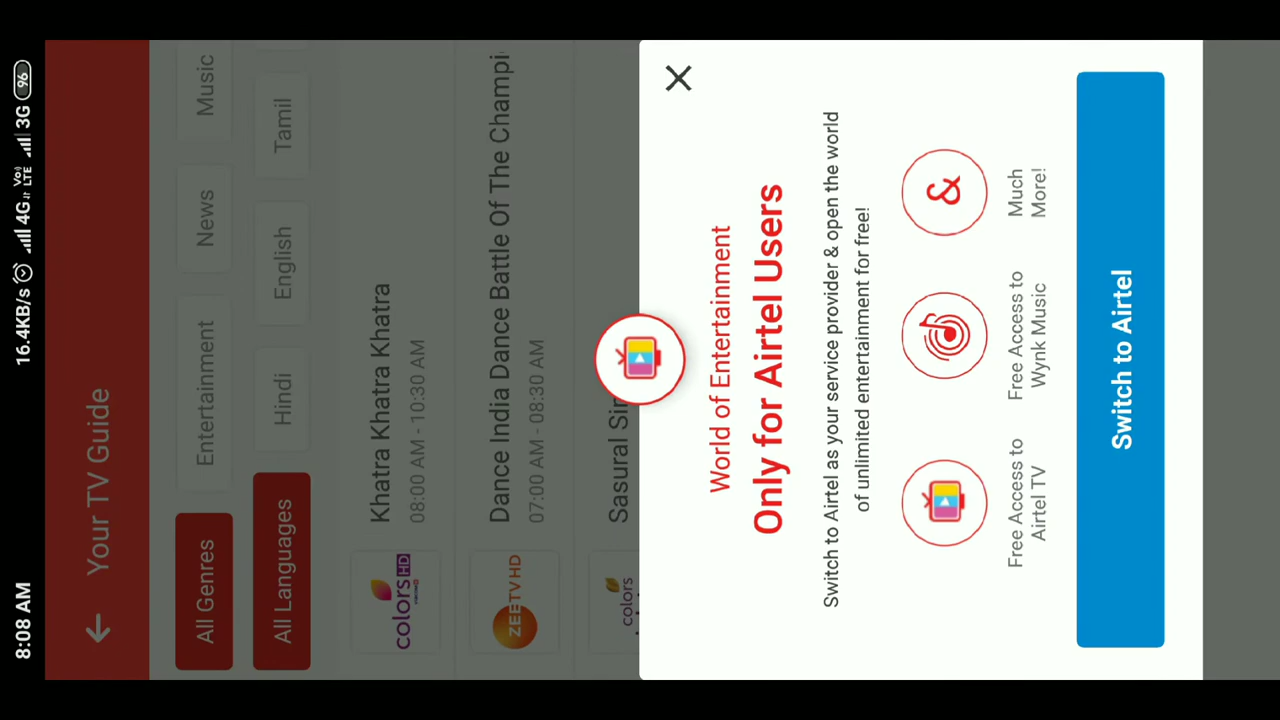 8:08 AM
16.4KB/s 4G Vo) LTE 3G 96
Your TV Guide
All Genres Entertainment News Music
All Languages Hindi English Tamil
colors HD
Khatra Khatra Khatra
08:00 AM - 10:30 AM
ZEE TV HD
Dance India Dance Battle Of The Champi
07:00 AM - 08:30 AM
colors
Sasural Sim
World of Entertainment
Only for Airtel Users
Switch to Airtel as your service provider & open the world
of unlimited entertainment for free!
&
Free Access to
Airtel TV
Free Access to
Wynk Music
Much
More!
Switch to Airtel